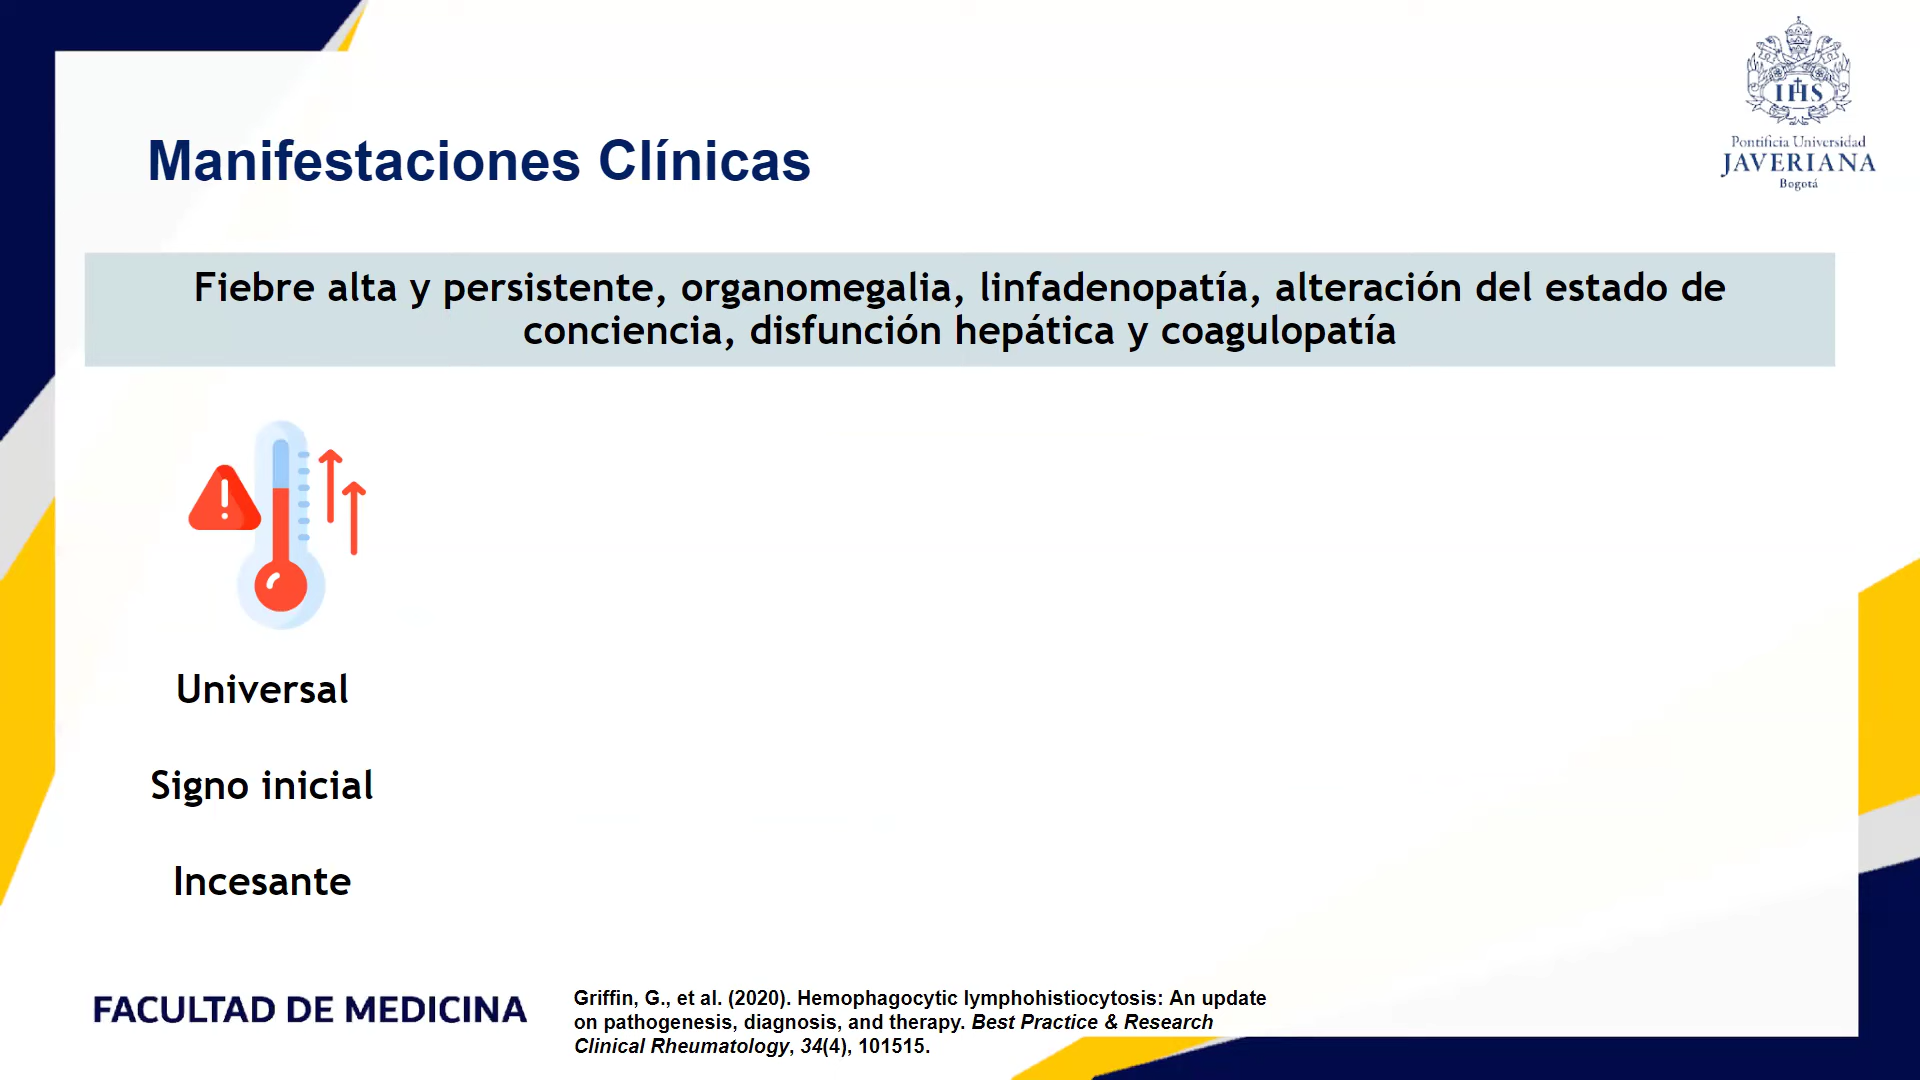 IHS
Pontificia Universidad
JAVERIANA
Bogotá
Manifestaciones Clínicas
Fiebre alta y persistente, organomegalia, linfadenopatía, alteración del estado de
conciencia, disfunción hepática y coagulopatía
Universal
Signo inicial
Incesante
FACULTAD DE MEDICINA
Griffin, G., et al. (2020). Hemophagocytic lymphohistiocytosis: An update
on pathogenesis, diagnosis, and therapy. Best Practice & Research
Clinical Rheumatology, 34(4), 101515.